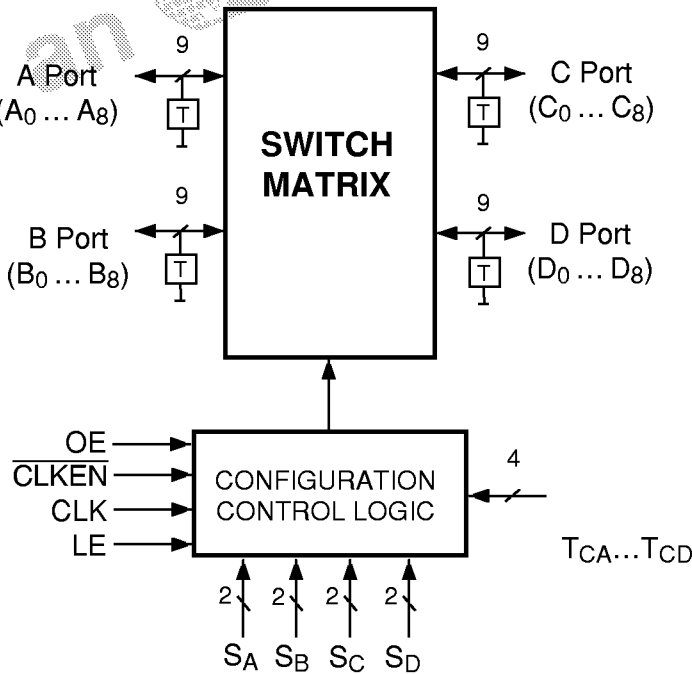 an
9
A Port
(A0 ... A8)
T
9
C Port
(C0 ... C8)
T
SWITCH
MATRIX
9
B Port
(B0 ... B8)
T
9
D Port
(D0 ... D8)
T
OE
CLKEN
CLK
LE
CONFIGURATION
CONTROL LOGIC
4
TCA...TCD
2
2
2
2
SA
SB
SC
SD